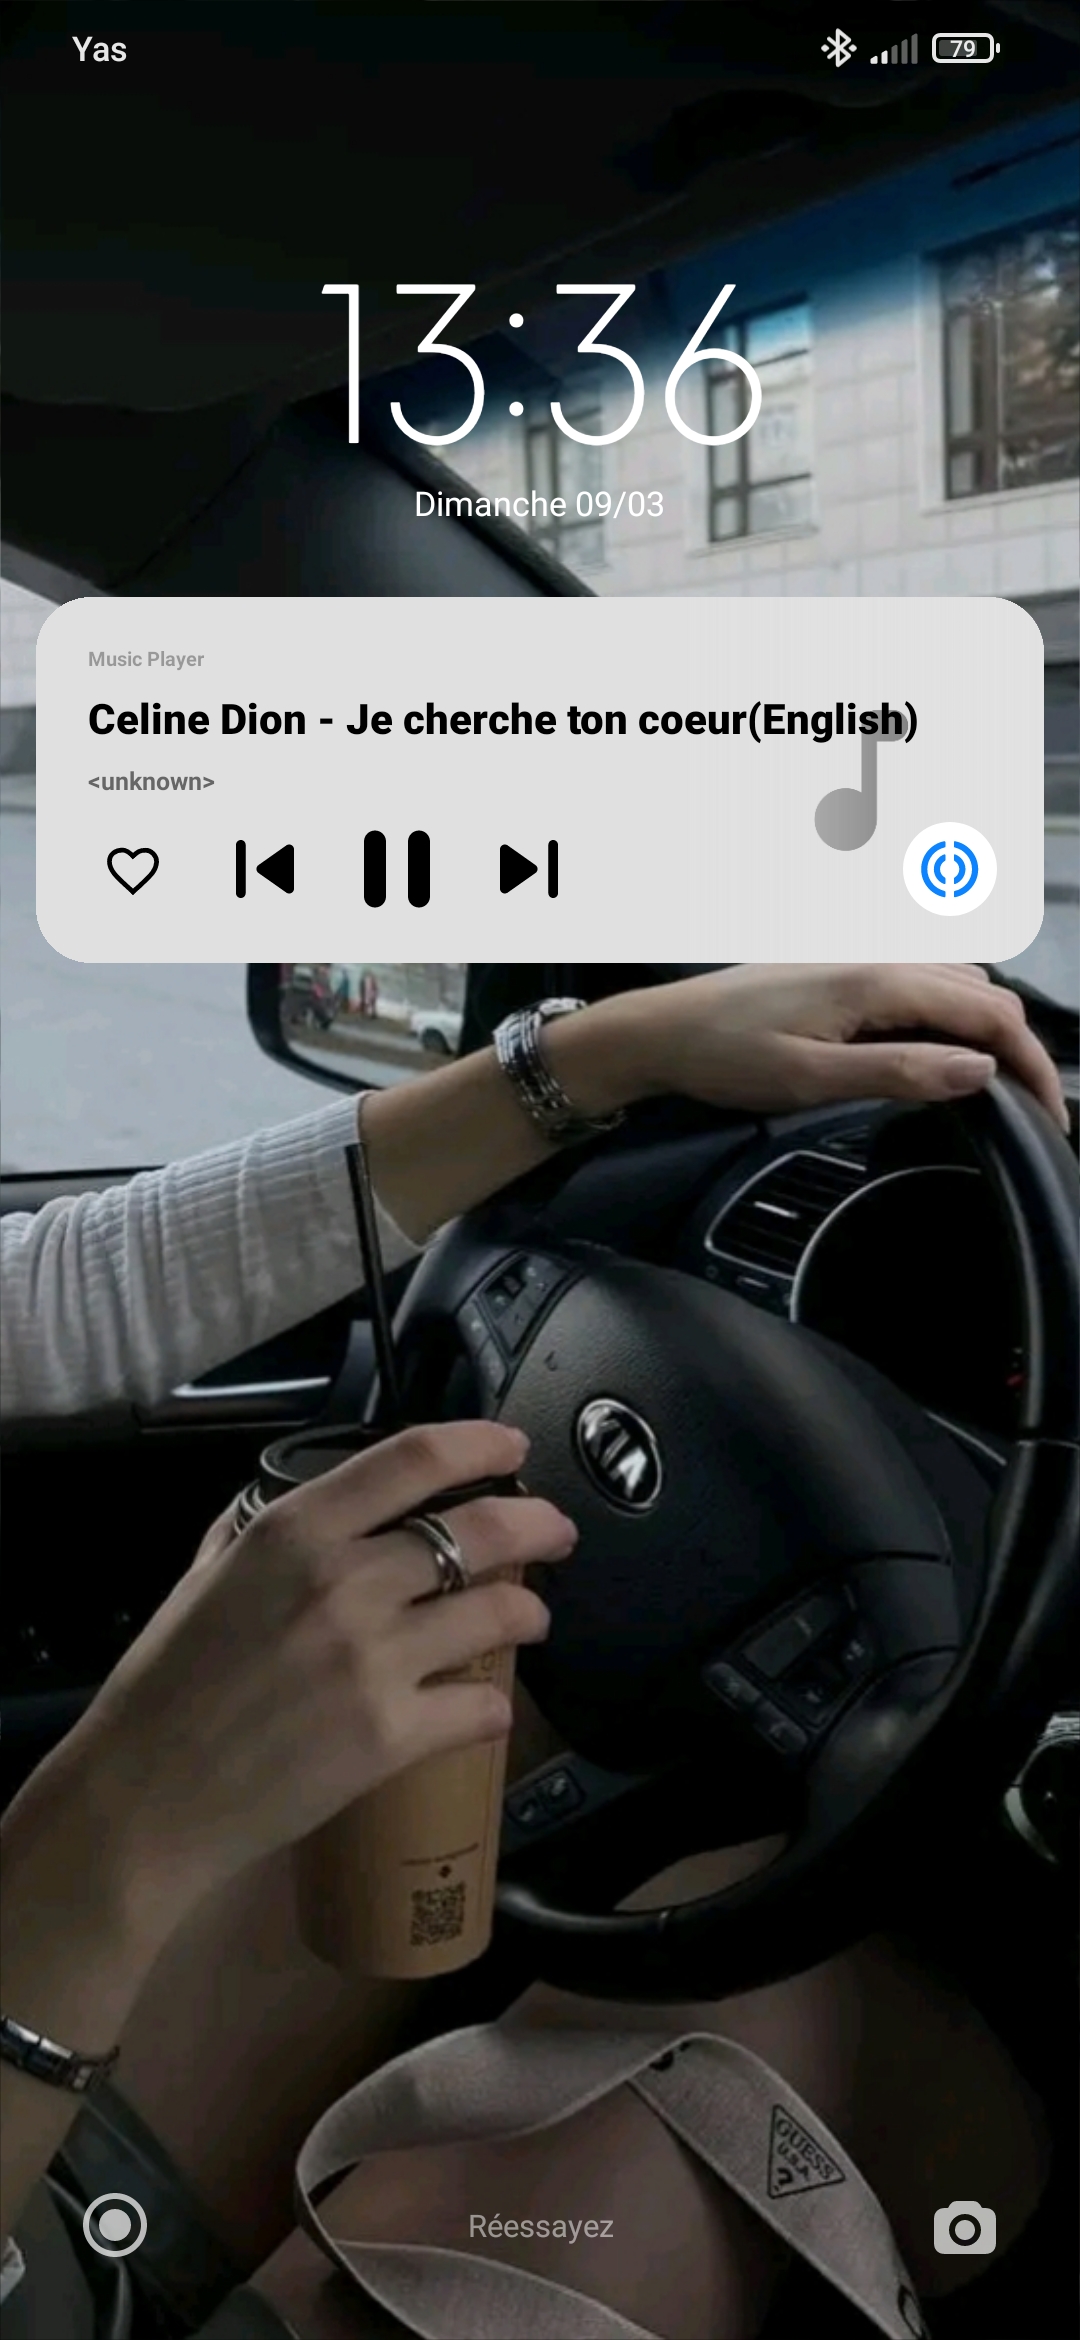 Yas
79
13:36
Dimanche 09/03
Music Player
Celine Dion - Je cherche ton coeur(English)
<unknown>
KIA
GUESS
U.S.A.
?
Réessayez